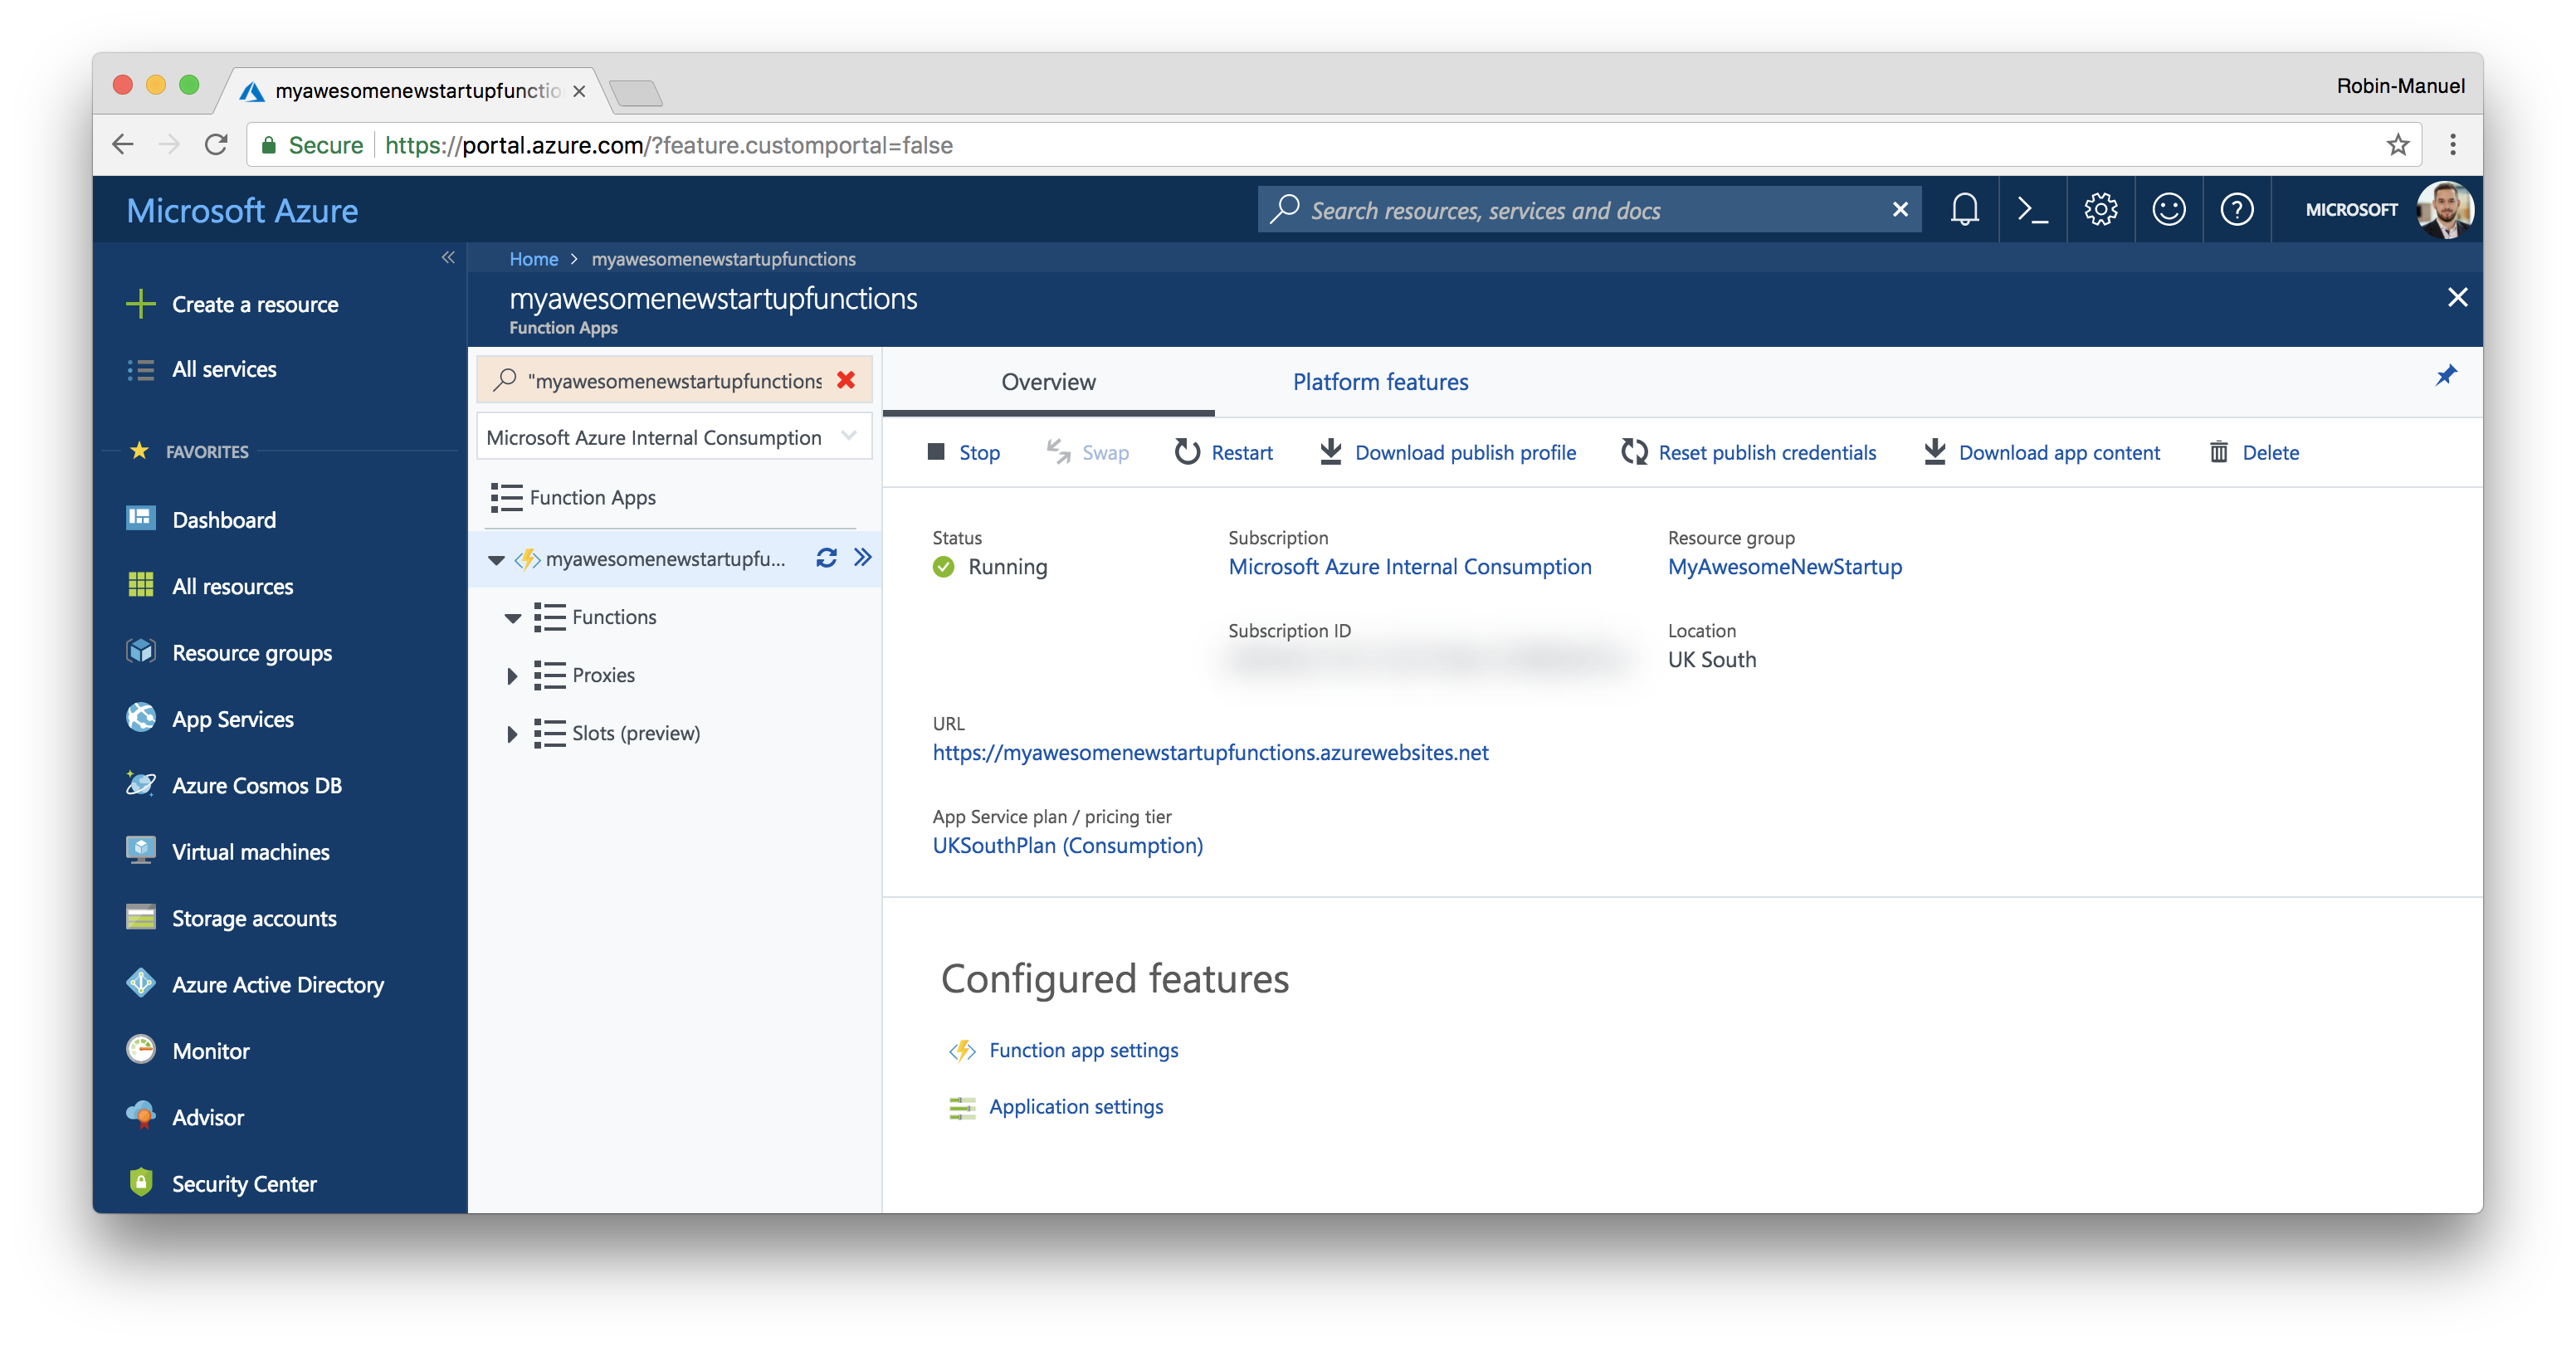 myawesomenewstartupfunctio
Robin-Manuel
Secure
https://portal.azure.com/?feature.customportal=false
Microsoft Azure
Search resources, services and docs
MICROSOFT
Home > myawesomenewstartupfunctions
myawesomenewstartupfunctions
Function Apps
Create a resource
All services
FAVORITES
Dashboard
All resources
Resource groups
App Services
Azure Cosmos DB
Virtual machines
Storage accounts
Azure Active Directory
Monitor
Advisor
Security Center
"myawesomenewstartupfunctions
Microsoft Azure Internal Consumption
Function Apps
myawesomenewstartupfu...
Functions
Proxies
Slots (preview)
Overview
Platform features
Stop
Swap
Restart
Download publish profile
Reset publish credentials
Download app content
Delete
Status
Running
Subscription
Microsoft Azure Internal Consumption
Resource group
MyAwesomeNewStartup
Subscription ID
Location
UK South
URL
https://myawesomenewstartupfunctions.azurewebsites.net
App Service plan / pricing tier
UKSouthPlan (Consumption)
Configured features
Function app settings
Application settings